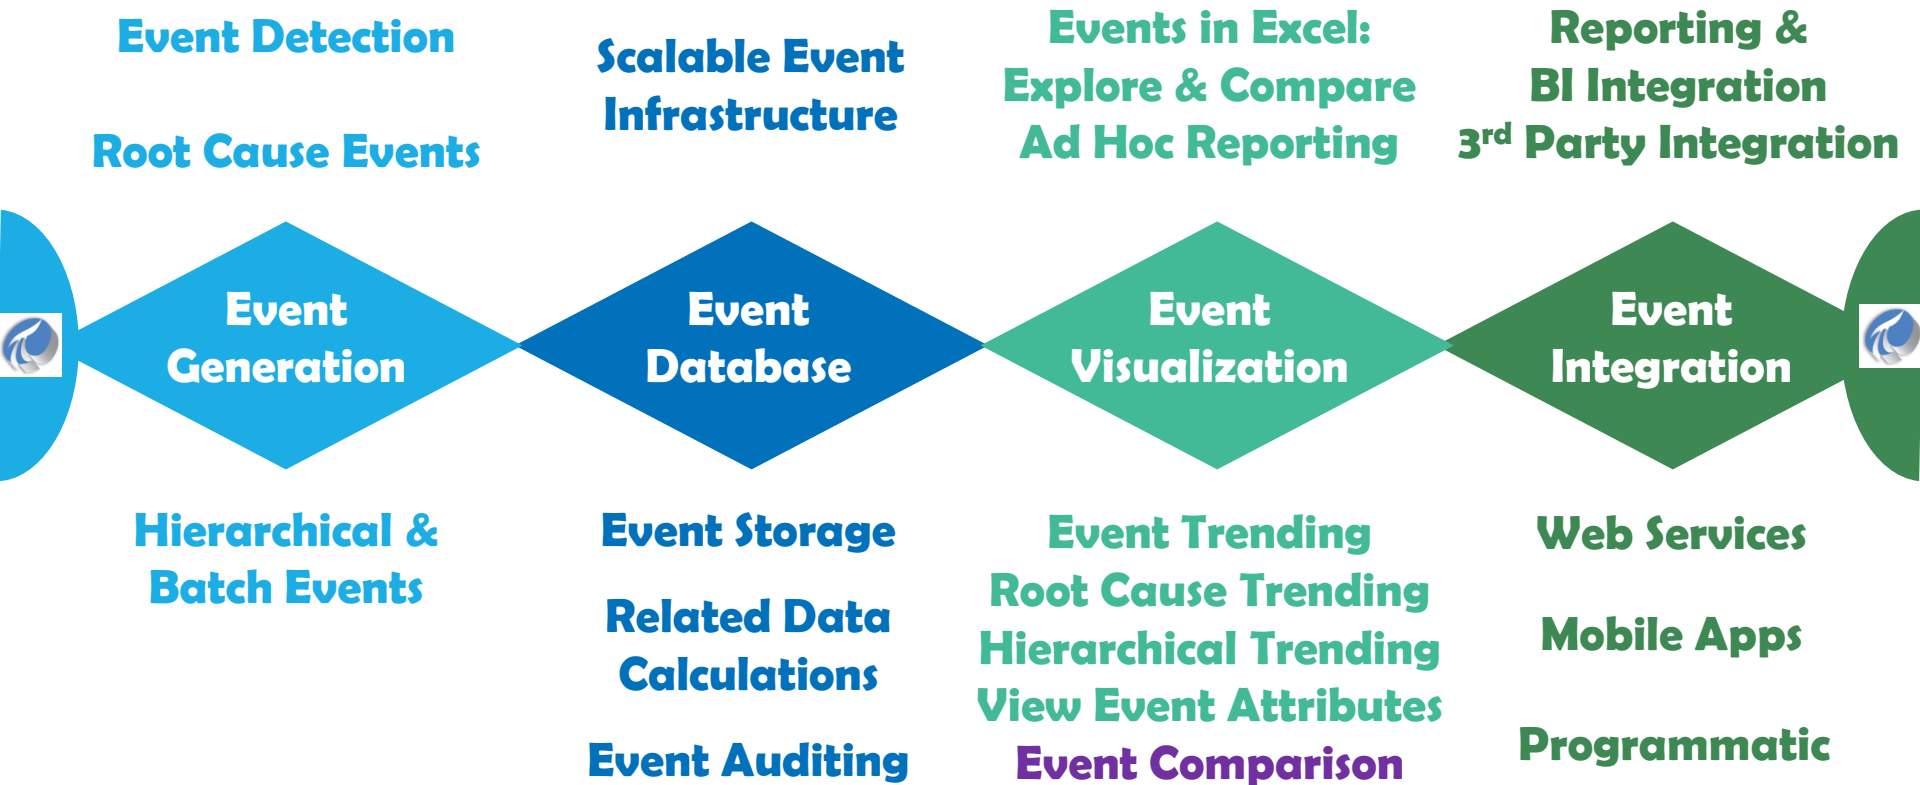 Event Detection
Root Cause Events
Scalable Event
Infrastructure
Events in Excel:
Explore & Compare
Ad Hoc Reporting
Reporting &
BI Integration
3rd Party Integration
Event
Generation
Event
Database
Event
Visualization
Event
Integration
Hierarchical &
Batch Events
Event Storage
Related Data
Calculations
Event Auditing
Event Trending
Root Cause Trending
Hierarchical Trending
View Event Attributes
Event Comparison
Web Services
Mobile Apps
Programmatic